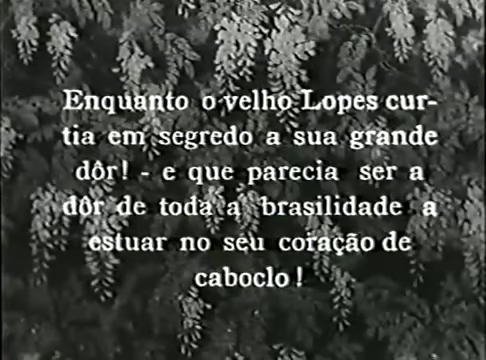 Enquanto o velho Lopes cur-
tia em segredo a sua grande
dôr! - e que parecia ser a
dôr de toda a brasilidade a
estuar no seu coração de
caboclo!